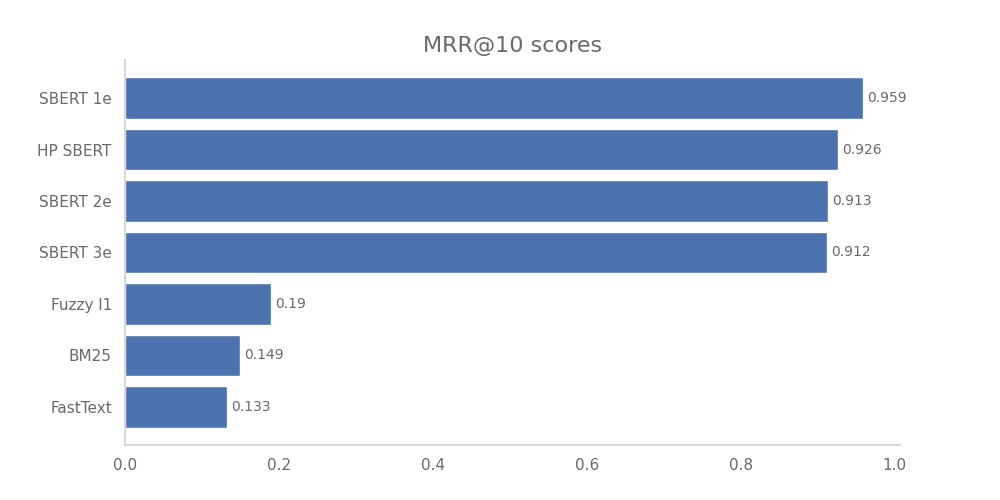 MRR@10 scores
SBERT 1e 0.959
HP SBERT 0.926
SBERT 2e 0.913
SBERT 3e 0.912
Fuzzy I1 0.19
BM25 0.149
FastText 0.133
0.0 0.2 0.4 0.6 0.8 1.0